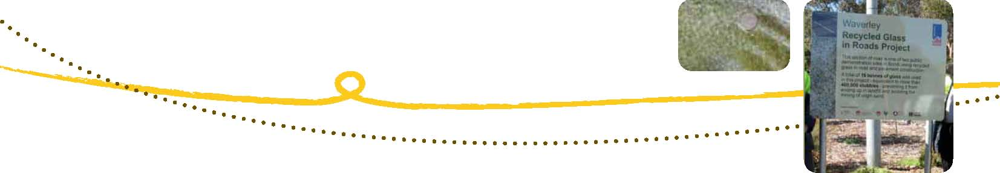 Waverley
Recycled Glass
in Roads Project
This section of road is one of two public
demonstration sites in Bondi using recycled
glass in road and pavement construction.
A total of 15 tonnes of glass was used
in this project - equivalent to more than
400,000 stubbies - preventing it from
ending up in landfill and avoiding the
mining of virgin sand.